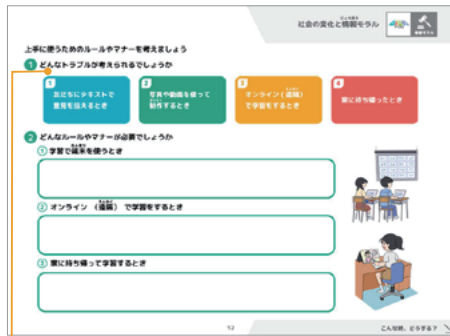 社会の変化と情報モラル
上手に使うためのルールやマナーを考えましょう
1 どんなトラブルが考えられるでしょうか
1
友だちにテキストで
意見を伝えるとき
2
写真や動画を使って
制作するとき
3
オンライン(遠隔)
で学習をするとき
4
家に持ち帰ったとき
2 どんなルールやマナーが必要でしょうか
① 学習で端末を使うとき
② オンライン(遠隔)で学習をするとき
③ 家に持ち帰って学習するとき
52
こんな時、どうする?